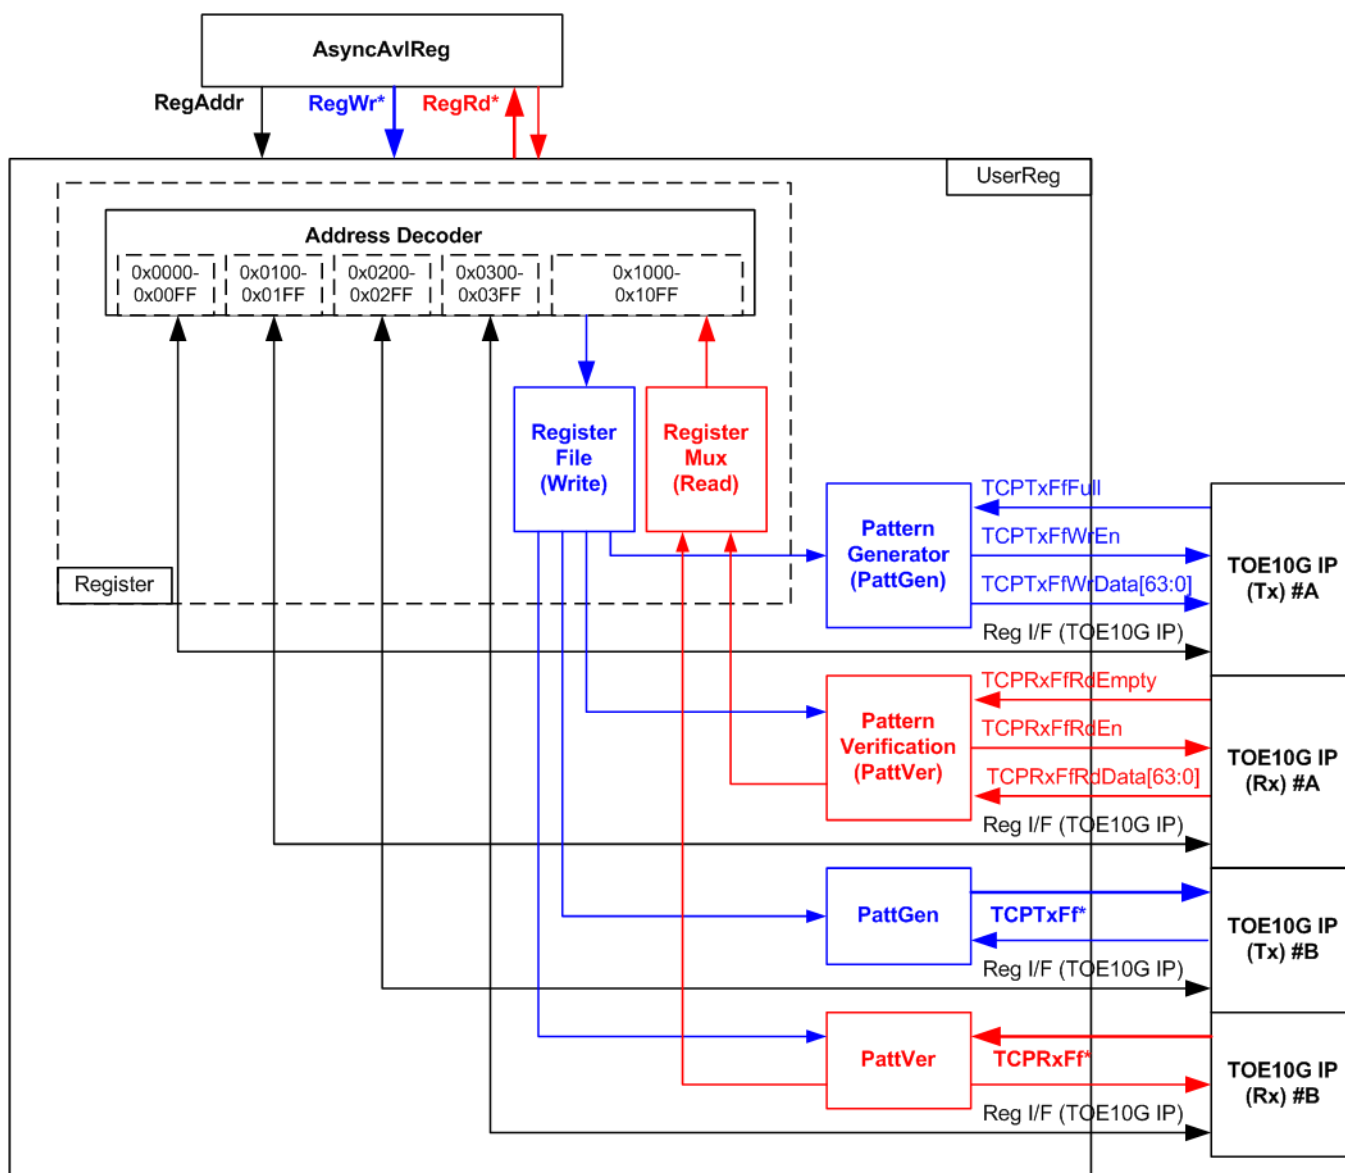 AsyncAvlReg
RegAddr
RegWr*
RegRd*
UserReg
Address Decoder
0x0000-
0x00FF
0x0100-
0x01FF
0x0200-
0x02FF
0x0300-
0x03FF
0x1000-
0x10FF
Register
File
(Write)
Register
Mux
(Read)
Register
Pattern
Generator
(PattGen)
TCPTxFfFull
TCPTxFfWrEn
TCPTxFfWrData[63:0]
Reg I/F (TOE10G IP)
TOE10G IP
(Tx) #A
Pattern
Verification
(PattVer)
TCPRxFfRdEmpty
TCPRxFfRdEn
TCPRxFfRdData[63:0]
Reg I/F (TOE10G IP)
TOE10G IP
(Rx) #A
PattGen
TCPTxFf*
Reg I/F (TOE10G IP)
TOE10G IP
(Tx) #B
PattVer
TCPRxFf*
Reg I/F (TOE10G IP)
TOE10G IP
(Rx) #B